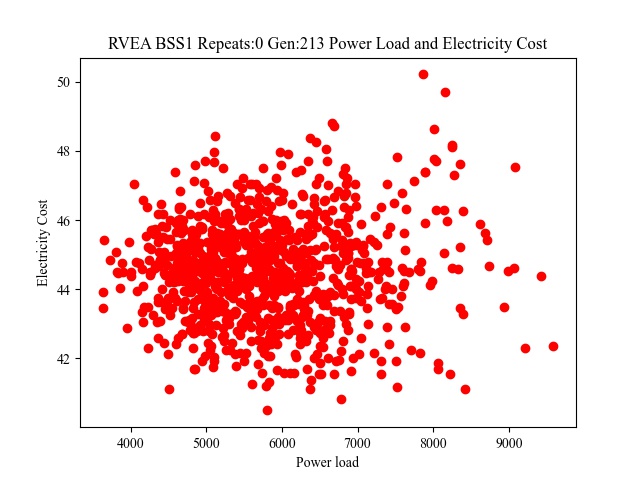 RVEA BSS1 Repeats:0 Gen:213 Power Load and Electricity Cost
50
48
46
44
42
Electricity Cost
4000 5000 6000 7000 8000 9000
Power load